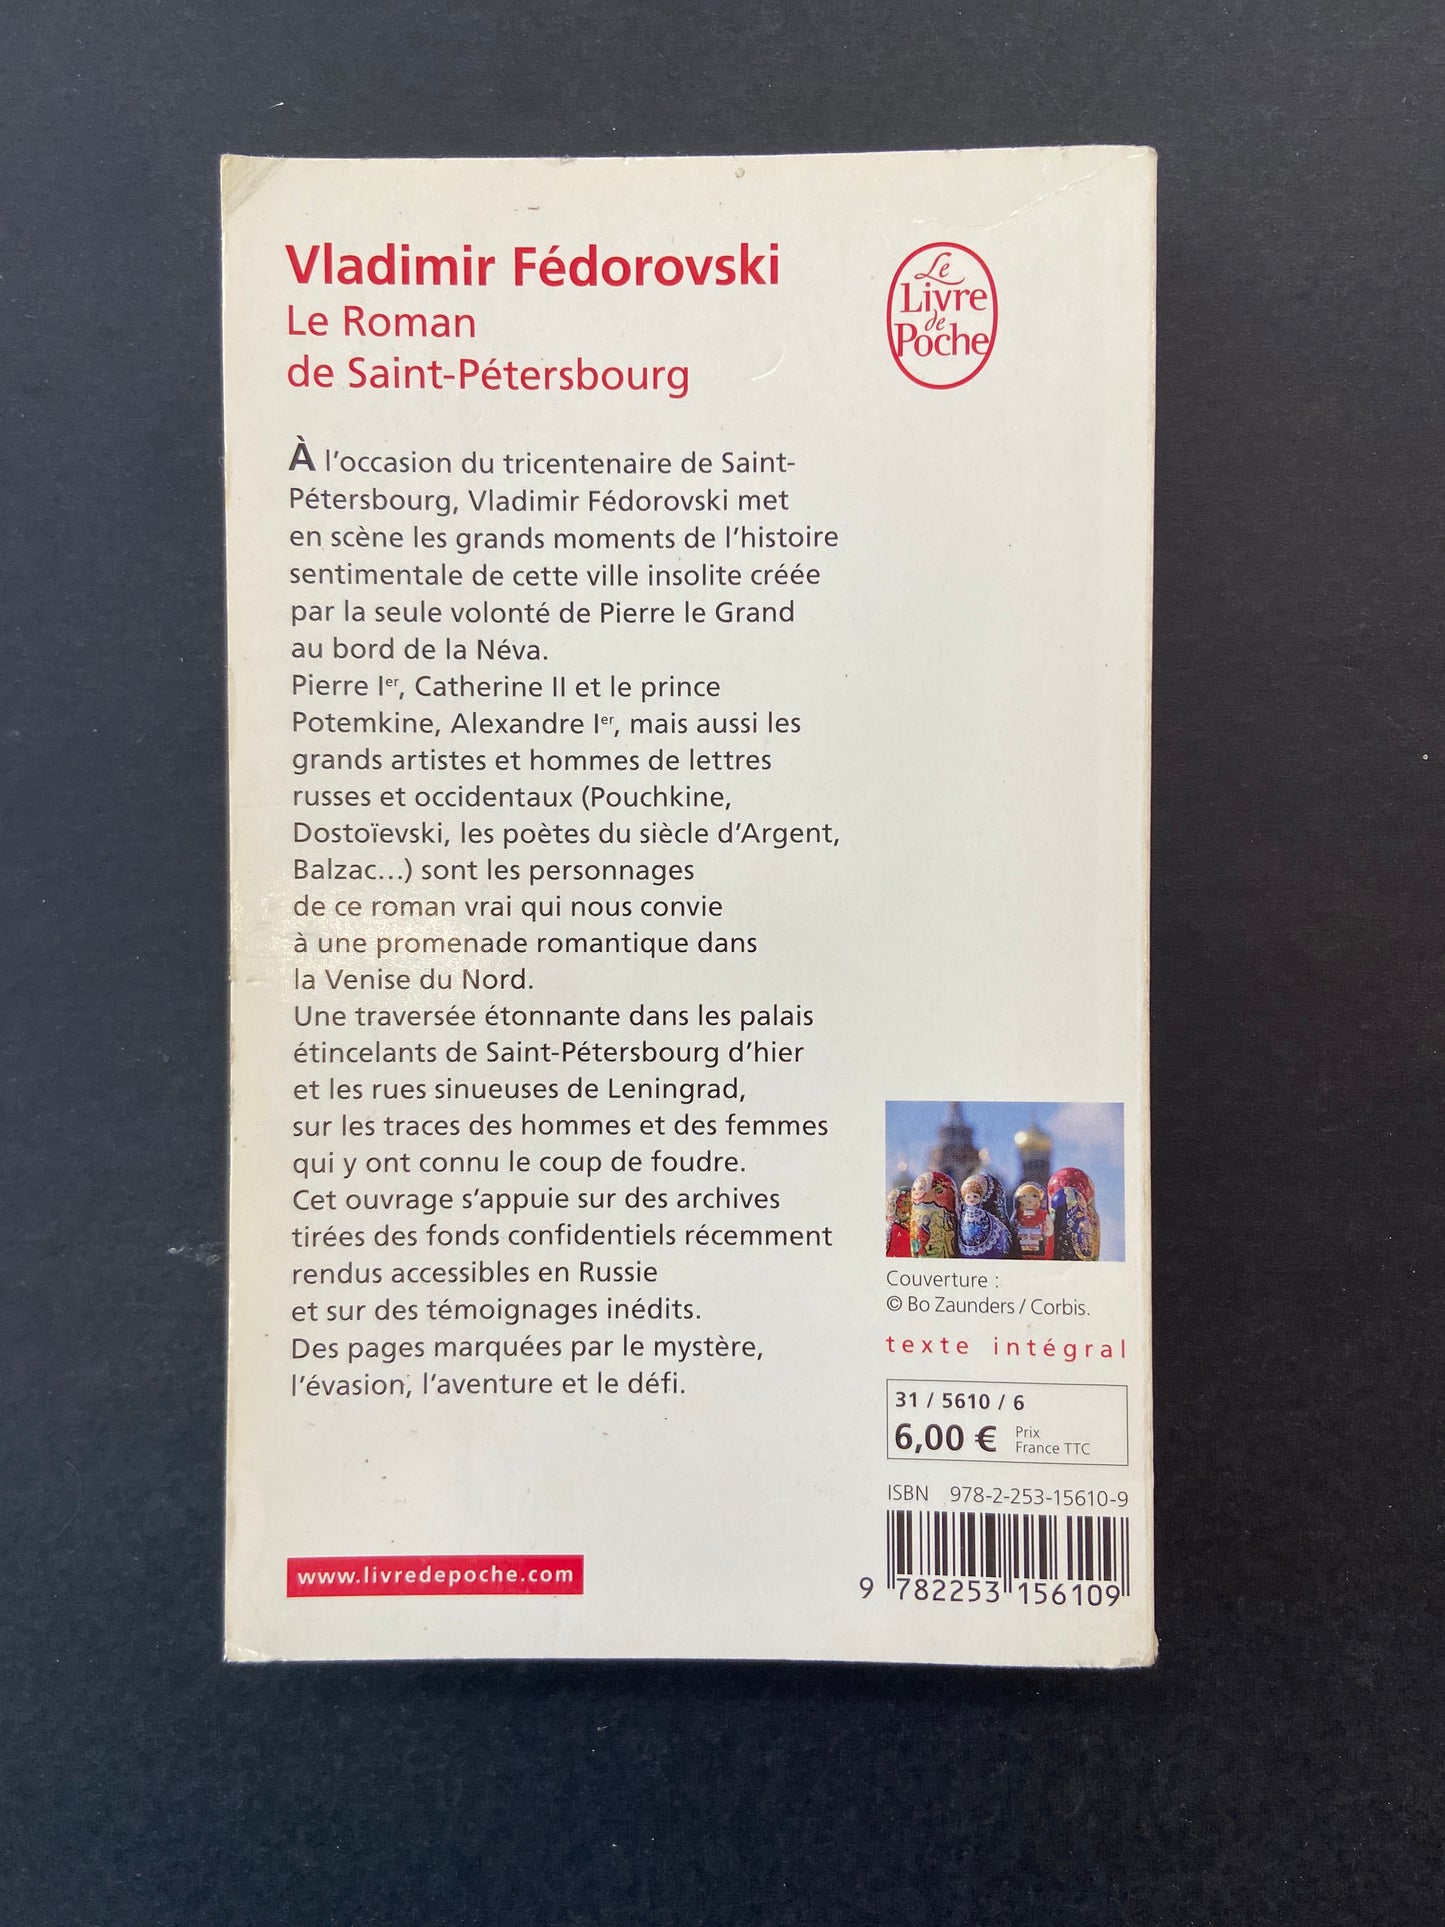 Vladimir Fédorovski
Le Roman
de Saint-Pétersbourg
Le
Livre
de
Poche
À l'occasion du tricentenaire de Saint-
Pétersbourg, Vladimir Fédorovski met
en scène les grands moments de l'histoire
sentimentale de cette ville insolite créée
par la seule volonté de Pierre le Grand
au bord de la Néva.
Pierre Ier, Catherine II et le prince
Potemkine, Alexandre Ier, mais aussi les
grands artistes et hommes de lettres
russes et occidentaux (Pouchkine,
Dostoïevski, les poètes du siècle d'Argent,
Balzac...) sont les personnages
de ce roman vrai qui nous convie
à une promenade romantique dans
la Venise du Nord.
Une traversée étonnante dans les palais
étincelants de Saint-Pétersbourg d'hier
et les rues sinueuses de Leningrad,
sur les traces des hommes et des femmes
qui y ont connu le coup de foudre.
Cet ouvrage s'appuie sur des archives
tirées des fonds confidentiels récemment
rendus accessibles en Russie
et sur des témoignages inédits.
Des pages marquées par le mystère,
l'évasion, l'aventure et le défi.
Couverture :
© Bo Zaunders / Corbis.
texte intégral
31 / 5610 / 6
6,00 € Prix
France TTC
ISBN 978-2-253-15610-9
9 782253 156109
www.livredepoche.com